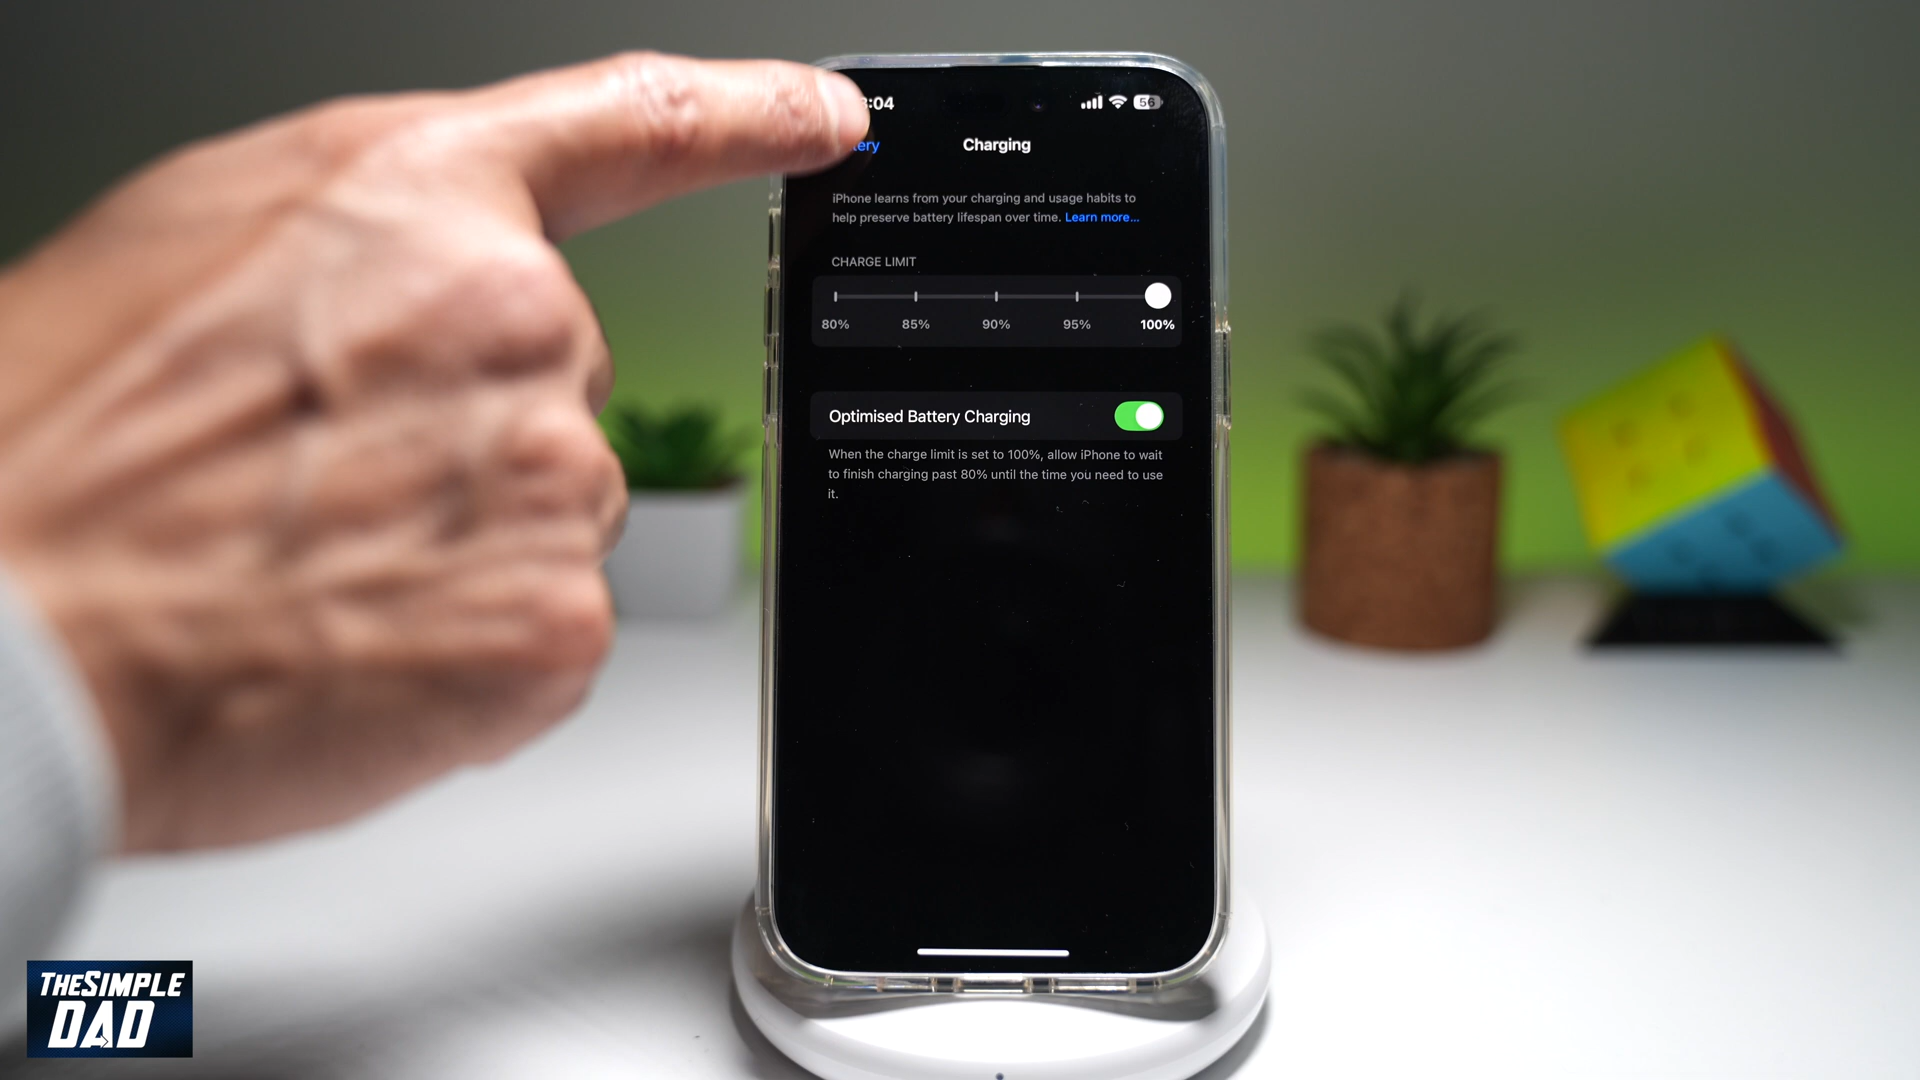 :04
56
tery
Charging
iPhone learns from your charging and usage habits to
help preserve battery lifespan over time. Learn more...
CHARGE LIMIT
80% 85% 90% 95% 100%
Optimised Battery Charging
When the charge limit is set to 100%, allow iPhone to wait
to finish charging past 80% until the time you need to use
it.
THESIMPLE
DAD